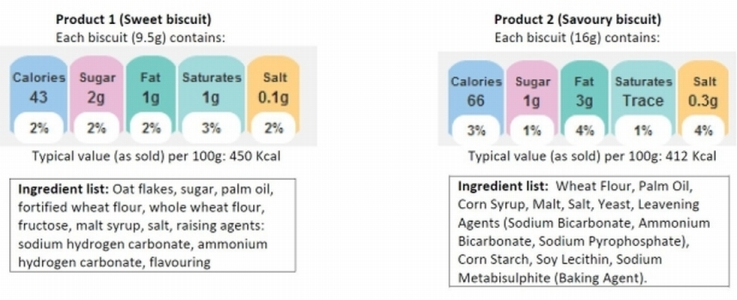 Product 1 (Sweet biscuit)
Each biscuit (9.5g) contains:
Calories Sugar Fat Saturates Salt
43 2g 1g 1g 0.1g
2% 2% 2% 3% 2%
Typical value (as sold) per 100g: 450 Kcal
Ingredient list: Oat flakes, sugar, palm oil,
fortified wheat flour, whole wheat flour,
fructose, malt syrup, salt, raising agents:
sodium hydrogen carbonate, ammonium
hydrogen carbonate, flavouring
Product 2 (Savoury biscuit)
Each biscuit (16g) contains:
Calories Sugar Fat Saturates Salt
66 1g 3g Trace 0.3g
3% 1% 4% 1% 4%
Typical value (as sold) per 100g: 412 Kcal
Ingredient list: Wheat Flour, Palm Oil,
Corn Syrup, Malt, Salt, Yeast, Leavening
Agents (Sodium Bicarbonate, Ammonium
Bicarbonate, Sodium Pyrophosphate),
Corn Starch, Soy Lecithin, Sodium
Metabisulphite (Baking Agent).